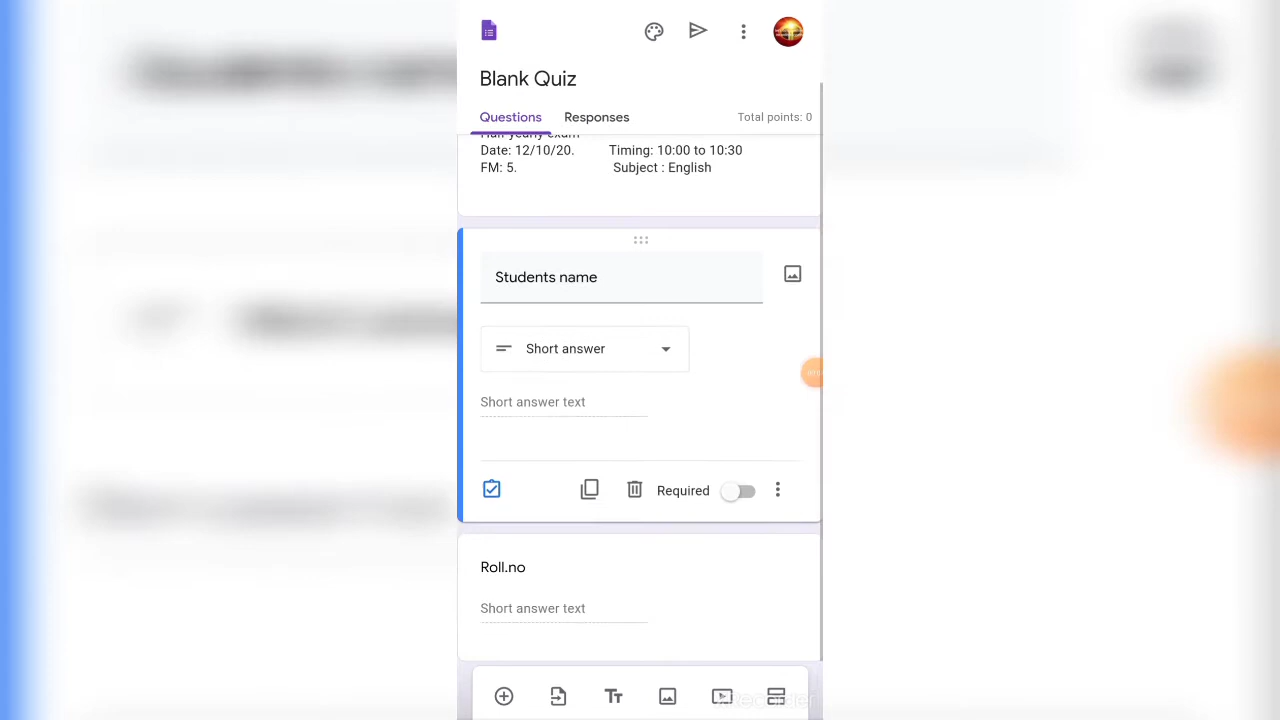 Blank Quiz
Questions Responses Total points: 0
Half yearly exam
Date: 12/10/20. Timing: 10:00 to 10:30
FM: 5. Subject : English
Students name
Short answer
Short answer text
Required
Roll.no
Short answer text